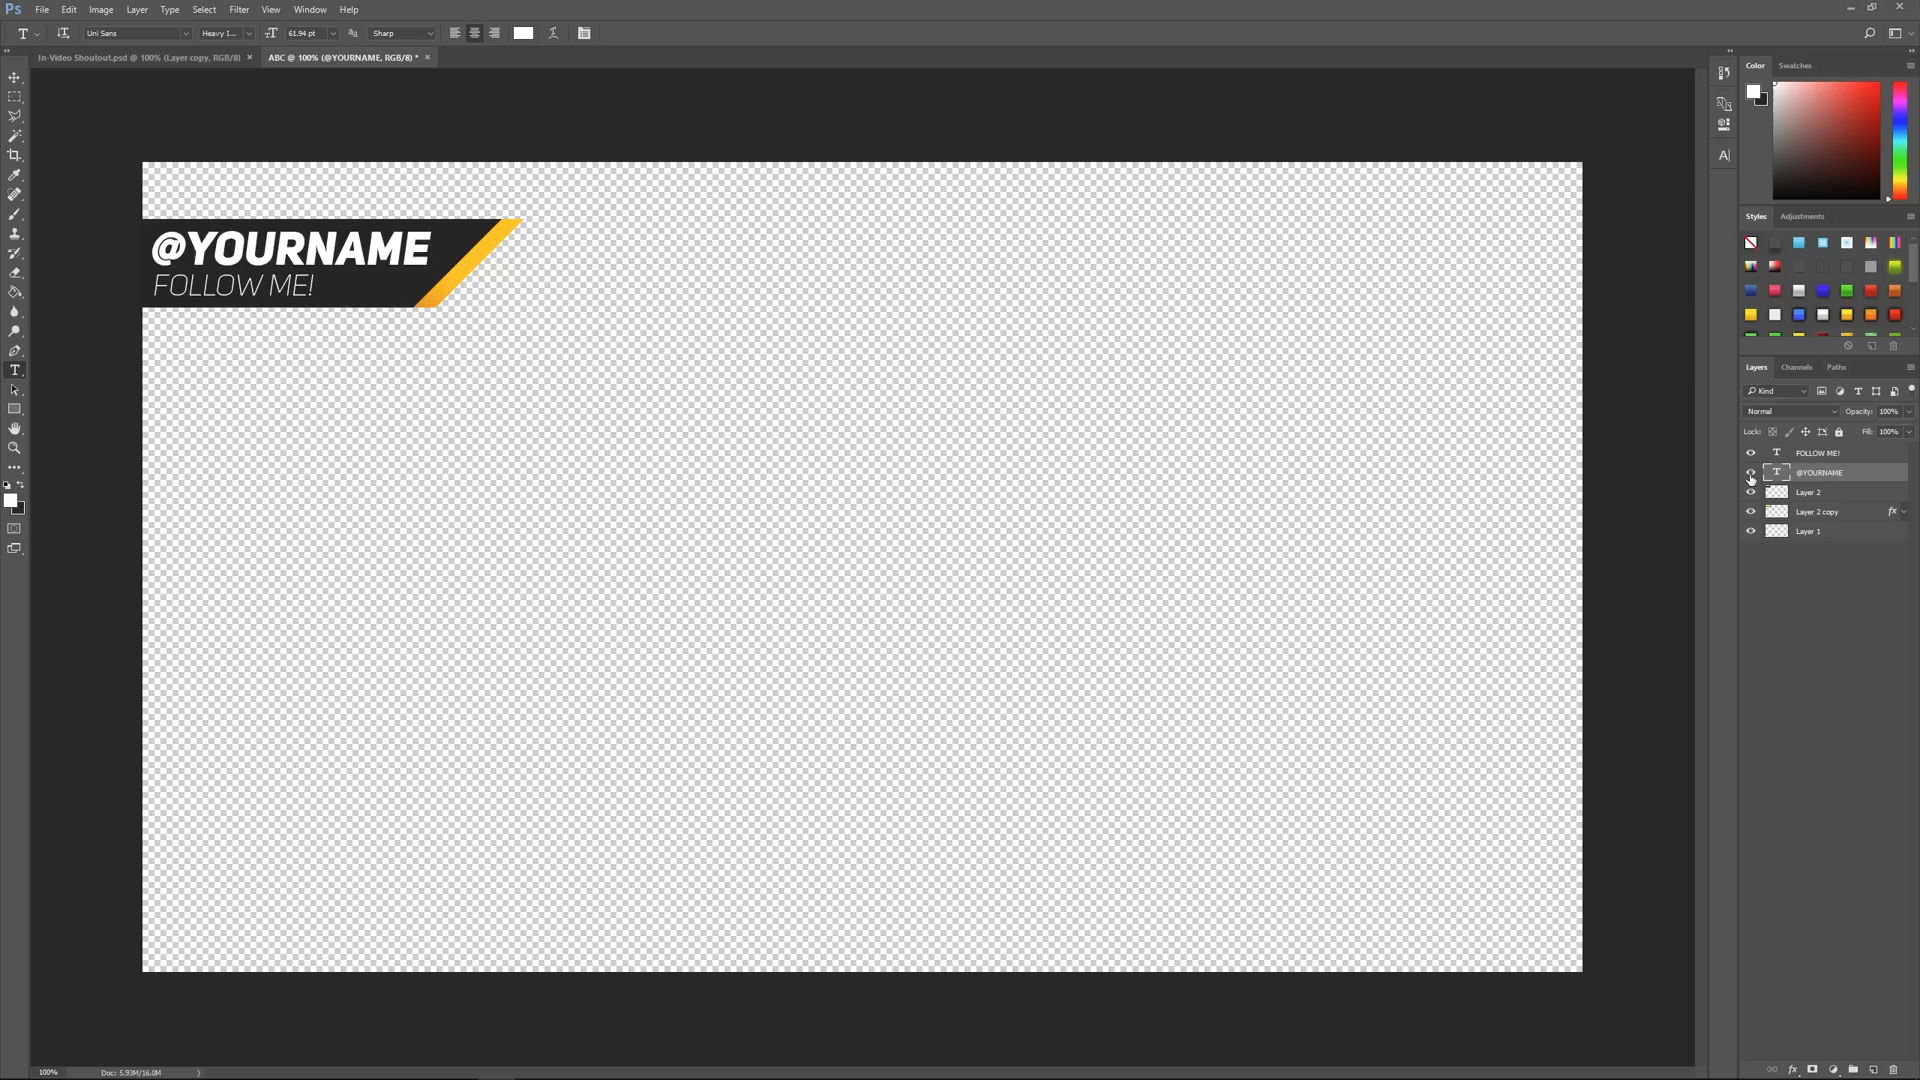 Ps File Edit Image Layer Type Select Filter View Window Help
T Uni Sans Heavy I... 61.94 pt Sharp
In-Video Shoutout.psd @ 100% (Layer copy, RGB/8) × ABC @ 100% (@YOURNAME, RGB/8) * ×
Color Swatches
@YOURNAME
FOLLOW ME!
Styles Adjustments
Layers Channels Paths
Kind
Normal Opacity: 100%
Lock: Fill: 100%
FOLLOW ME!
@YOURNAME
Layer 2
Layer 2 copy fx
Layer 1
100% Doc: 5.93M/16.0M